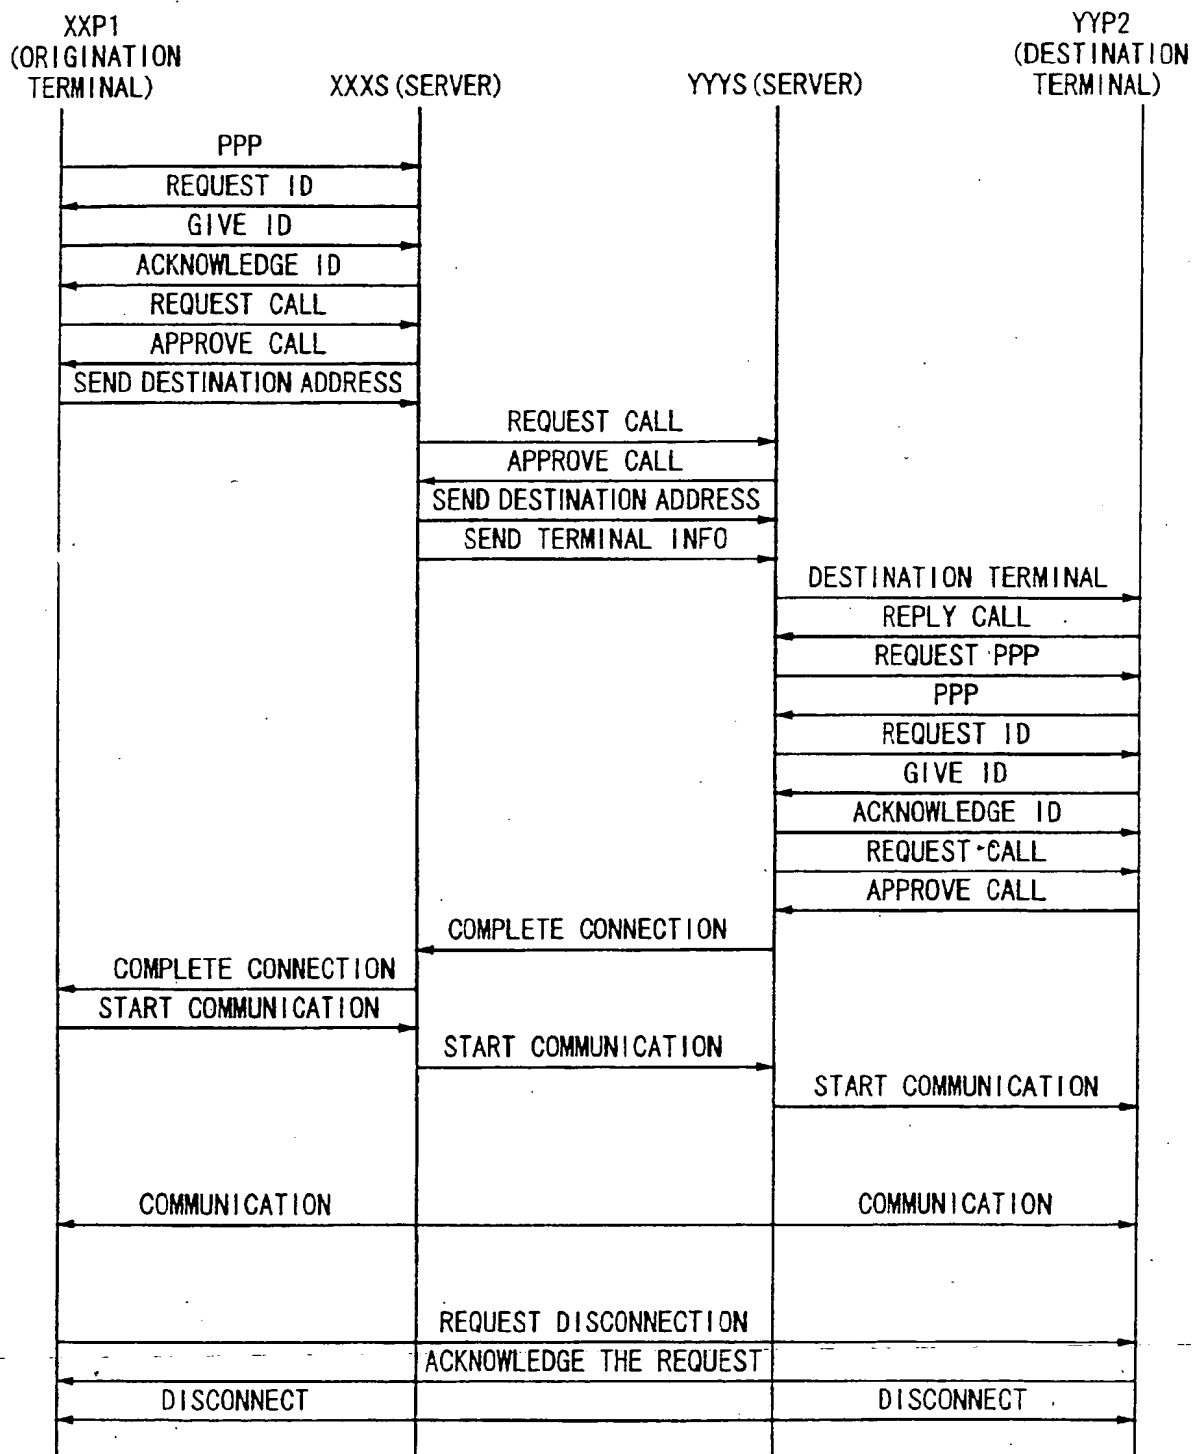 XXP1
(ORIGINATION
TERMINAL)
XXXS (SERVER)
YYYS (SERVER)
YYP2
(DESTINATION
TERMINAL)
PPP
REQUEST ID
GIVE ID
ACKNOWLEDGE ID
REQUEST CALL
APPROVE CALL
SEND DESTINATION ADDRESS
REQUEST CALL
APPROVE CALL
SEND DESTINATION ADDRESS
SEND TERMINAL INFO
DESTINATION TERMINAL
REPLY CALL
REQUEST PPP
PPP
REQUEST ID
GIVE ID
ACKNOWLEDGE ID
REQUEST CALL
APPROVE CALL
COMPLETE CONNECTION
COMPLETE CONNECTION
START COMMUNICATION
START COMMUNICATION
START COMMUNICATION
COMMUNICATION
COMMUNICATION
REQUEST DISCONNECTION
ACKNOWLEDGE THE REQUEST
DISCONNECT
DISCONNECT